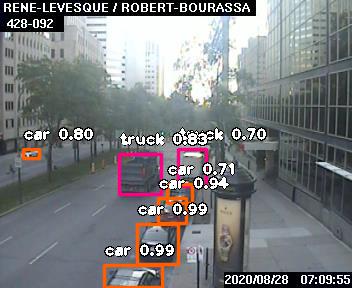 RENE-LEVESQUE / ROBERT-BOURASSA
428-092
car 0.80
truck 0.83
truck 0.70
car 0.71
car 0.94
car 0.99
car 0.99
2020/08/28 07:09:55